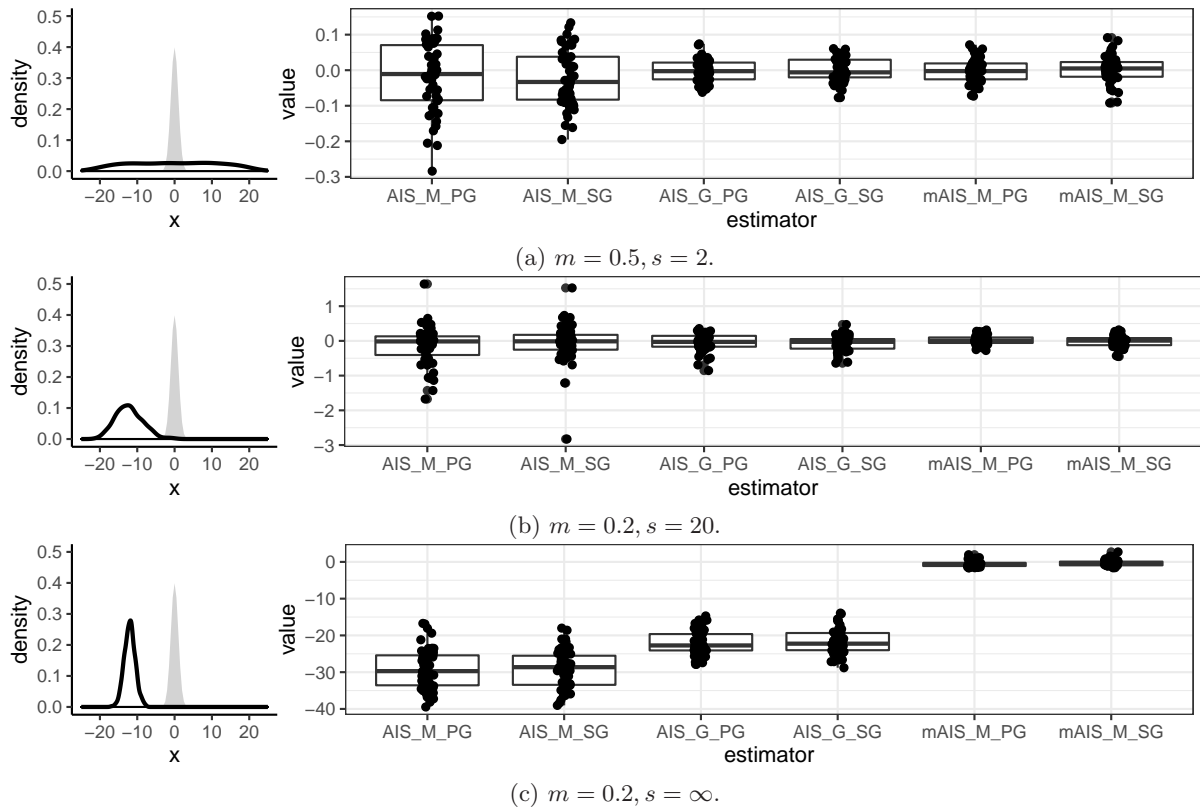 0.5
0.4
0.3
0.2
0.1
0.0
density
−20 −10 0 10 20
x
0.1
0.0
−0.1
−0.2
−0.3
value
AIS_M_PG AIS_M_SG AIS_G_PG AIS_G_SG mAIS_M_PG mAIS_M_SG
estimator
(a) m = 0.5, s = 2.
0.5
0.4
0.3
0.2
0.1
0.0
density
−20 −10 0 10 20
x
1
0
−1
−2
−3
value
AIS_M_PG AIS_M_SG AIS_G_PG AIS_G_SG mAIS_M_PG mAIS_M_SG
estimator
(b) m = 0.2, s = 20.
0.5
0.4
0.3
0.2
0.1
0.0
density
−20 −10 0 10 20
x
0
−10
−20
−30
−40
value
AIS_M_PG AIS_M_SG AIS_G_PG AIS_G_SG mAIS_M_PG mAIS_M_SG
estimator
(c) m = 0.2, s = ∞.